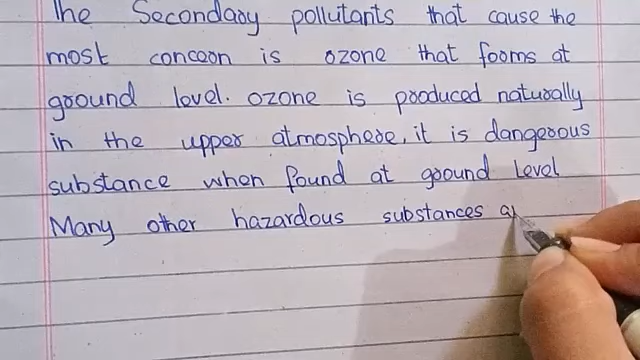 The Secondary pollutants that cause the
most concern is ozone that forms at
ground level. Ozone is produced naturally
in the upper atmosphere, it is dangerous
substance when found at ground level
Many other hazardous substances